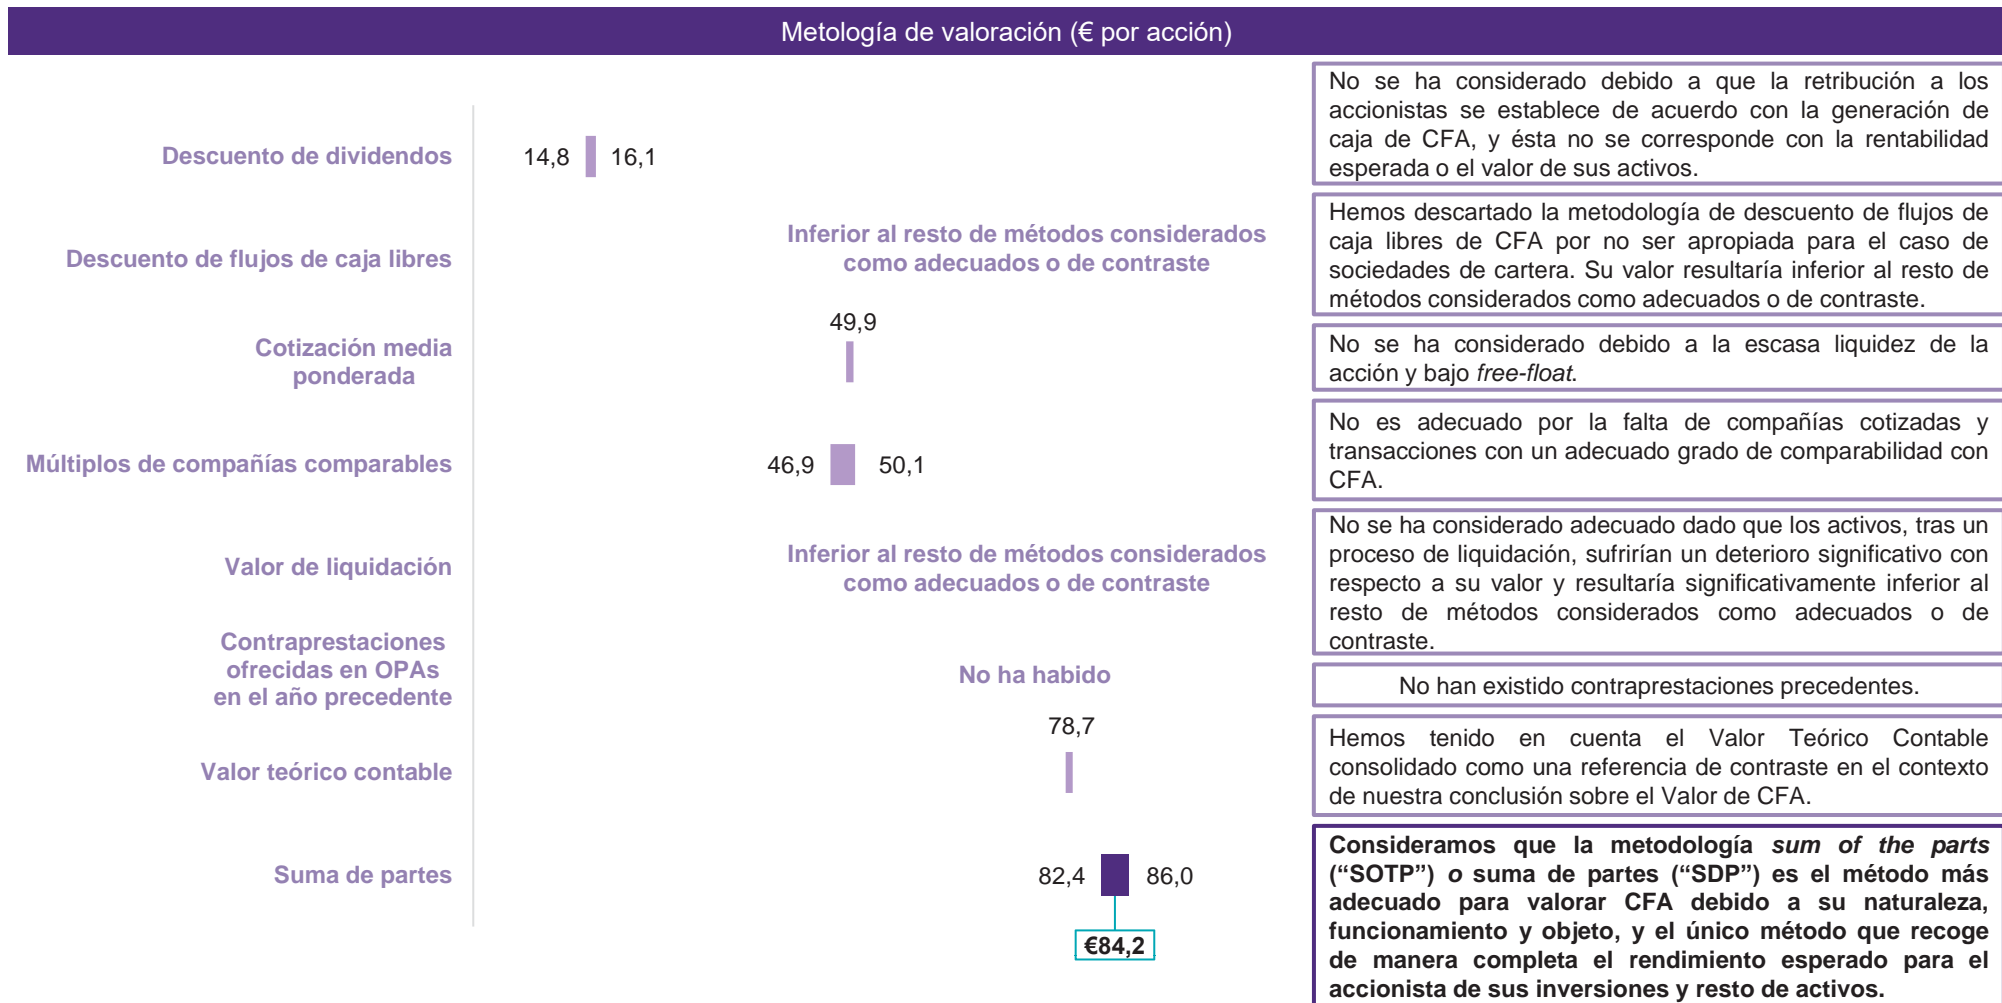 Metología de valoración (€ por acción)
Descuento de dividendos
14,8
16,1
No se ha considerado debido a que la retribución a los
accionistas se establece de acuerdo con la generación de
caja de CFA, y ésta no se corresponde con la rentabilidad
esperada o el valor de sus activos.
Descuento de flujos de caja libres
Inferior al resto de métodos considerados
como adecuados o de contraste
Hemos descartado la metodología de descuento de flujos de
caja libres de CFA por no ser apropiada para el caso de
sociedades de cartera. Su valor resultaría inferior al resto de
métodos considerados como adecuados o de contraste.
Cotización media
ponderada
49,9
No se ha considerado debido a la escasa liquidez de la
acción y bajo free-float.
Múltiplos de compañías comparables
46,9
50,1
No es adecuado por la falta de compañías cotizadas y
transacciones con un adecuado grado de comparabilidad con
CFA.
Valor de liquidación
Inferior al resto de métodos considerados
como adecuados o de contraste
No se ha considerado adecuado dado que los activos, tras un
proceso de liquidación, sufrirían un deterioro significativo con
respecto a su valor y resultaría significativamente inferior al
resto de métodos considerados como adecuados o de
contraste.
Contraprestaciones
ofrecidas en OPAs
en el año precedente
No ha habido
No han existido contraprestaciones precedentes.
Valor teórico contable
78,7
Hemos tenido en cuenta el Valor Teórico Contable
consolidado como una referencia de contraste en el contexto
de nuestra conclusión sobre el Valor de CFA.
Suma de partes
82,4
86,0
€84,2
Consideramos que la metodología sum of the parts
(“SOTP”) o suma de partes (“SDP”) es el método más
adecuado para valorar CFA debido a su naturaleza,
funcionamiento y objeto, y el único método que recoge
de manera completa el rendimiento esperado para el
accionista de sus inversiones y resto de activos.